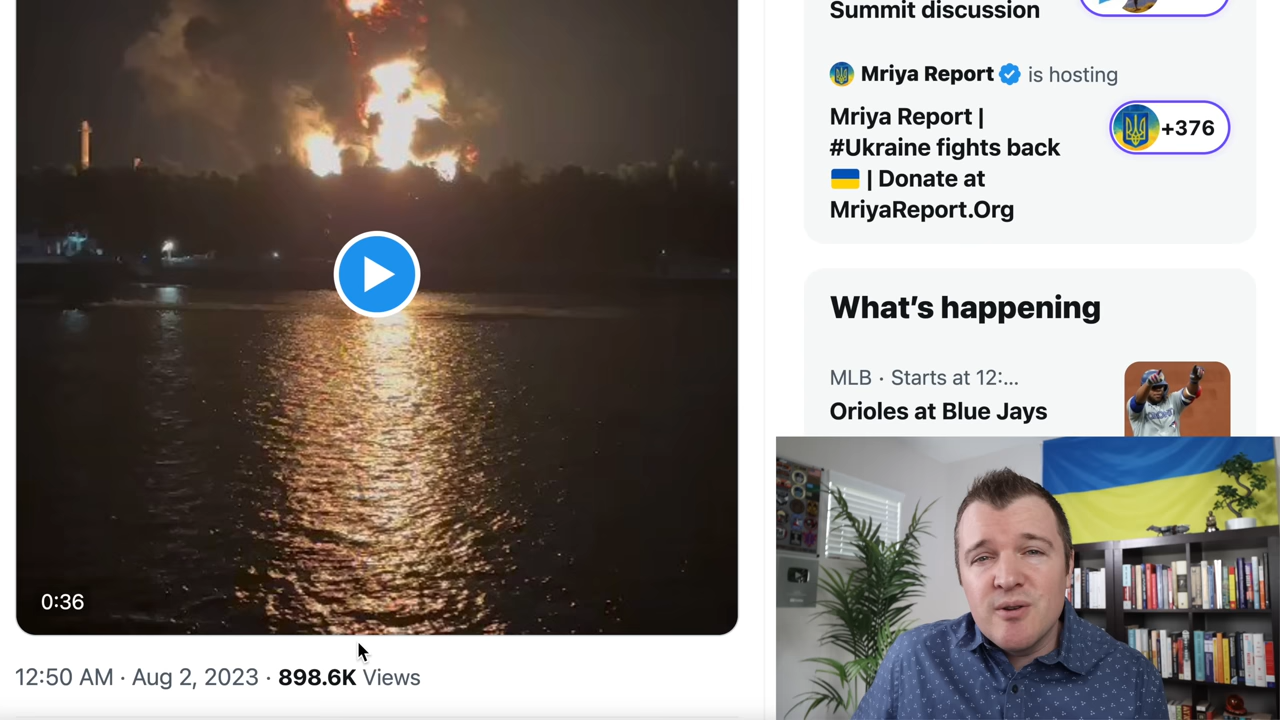 0:36
12:50 AM · Aug 2, 2023 · 898.6K Views
Summit discussion
Mriya Report is hosting
Mriya Report |
#Ukraine fights back
🇺🇦 | Donate at
MriyaReport.Org
+376
What’s happening
MLB · Starts at 12:...
Orioles at Blue Jays